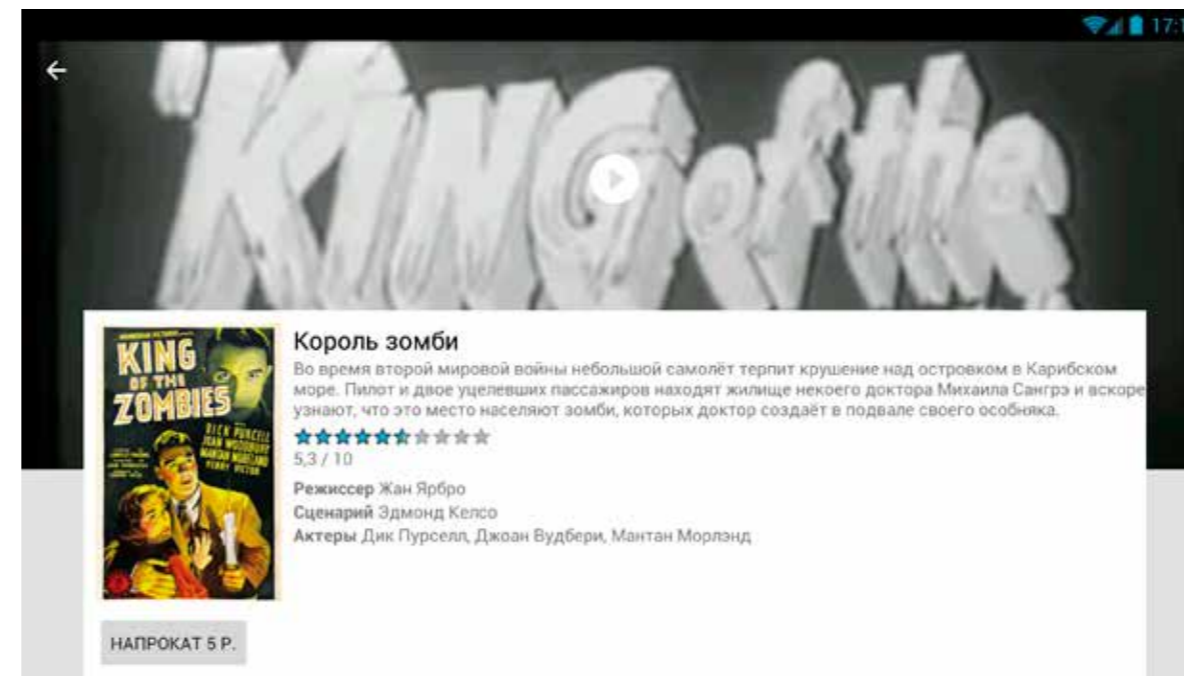 17:1
KING of the
Король зомби
Во время второй мировой войны небольшой самолёт терпит крушение над островком в Карибском
море. Пилот и двое уцелевших пассажиров находят жилище некоего доктора Михаила Сангрэ и вскоре
узнают, что это место населяют зомби, которых доктор создаёт в подвале своего особняка.
5,3 / 10
Режиссер Жан Ярбро
Сценарий Эдмонд Келсо
Актеры Дик Пурселл, Джоан Вудбери, Мантан Морлэнд
KING
OF THE
ZOMBIES
DICK PURCELL
JOAN WOODBURY
MANTAN MORELAND
HENRY VICTOR
НАПРОКАТ 5 Р.